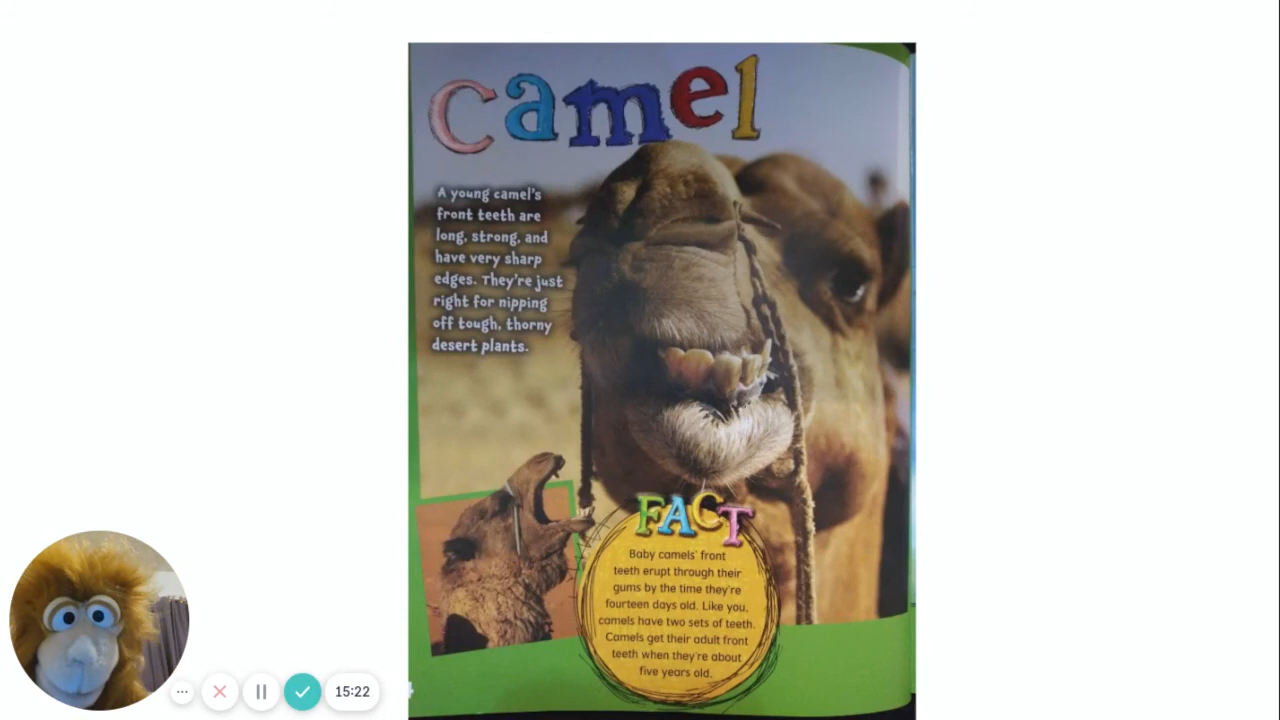 camel
A young camel's
front teeth are
long, strong, and
have very sharp
edges. They're just
right for nipping
off tough, thorny
desert plants.
FACT
Baby camels' front
teeth erupt through their
gums by the time they're
fourteen days old. Like you,
camels have two sets of teeth.
Camels get their adult front
teeth when they're about
five years old.
15:22